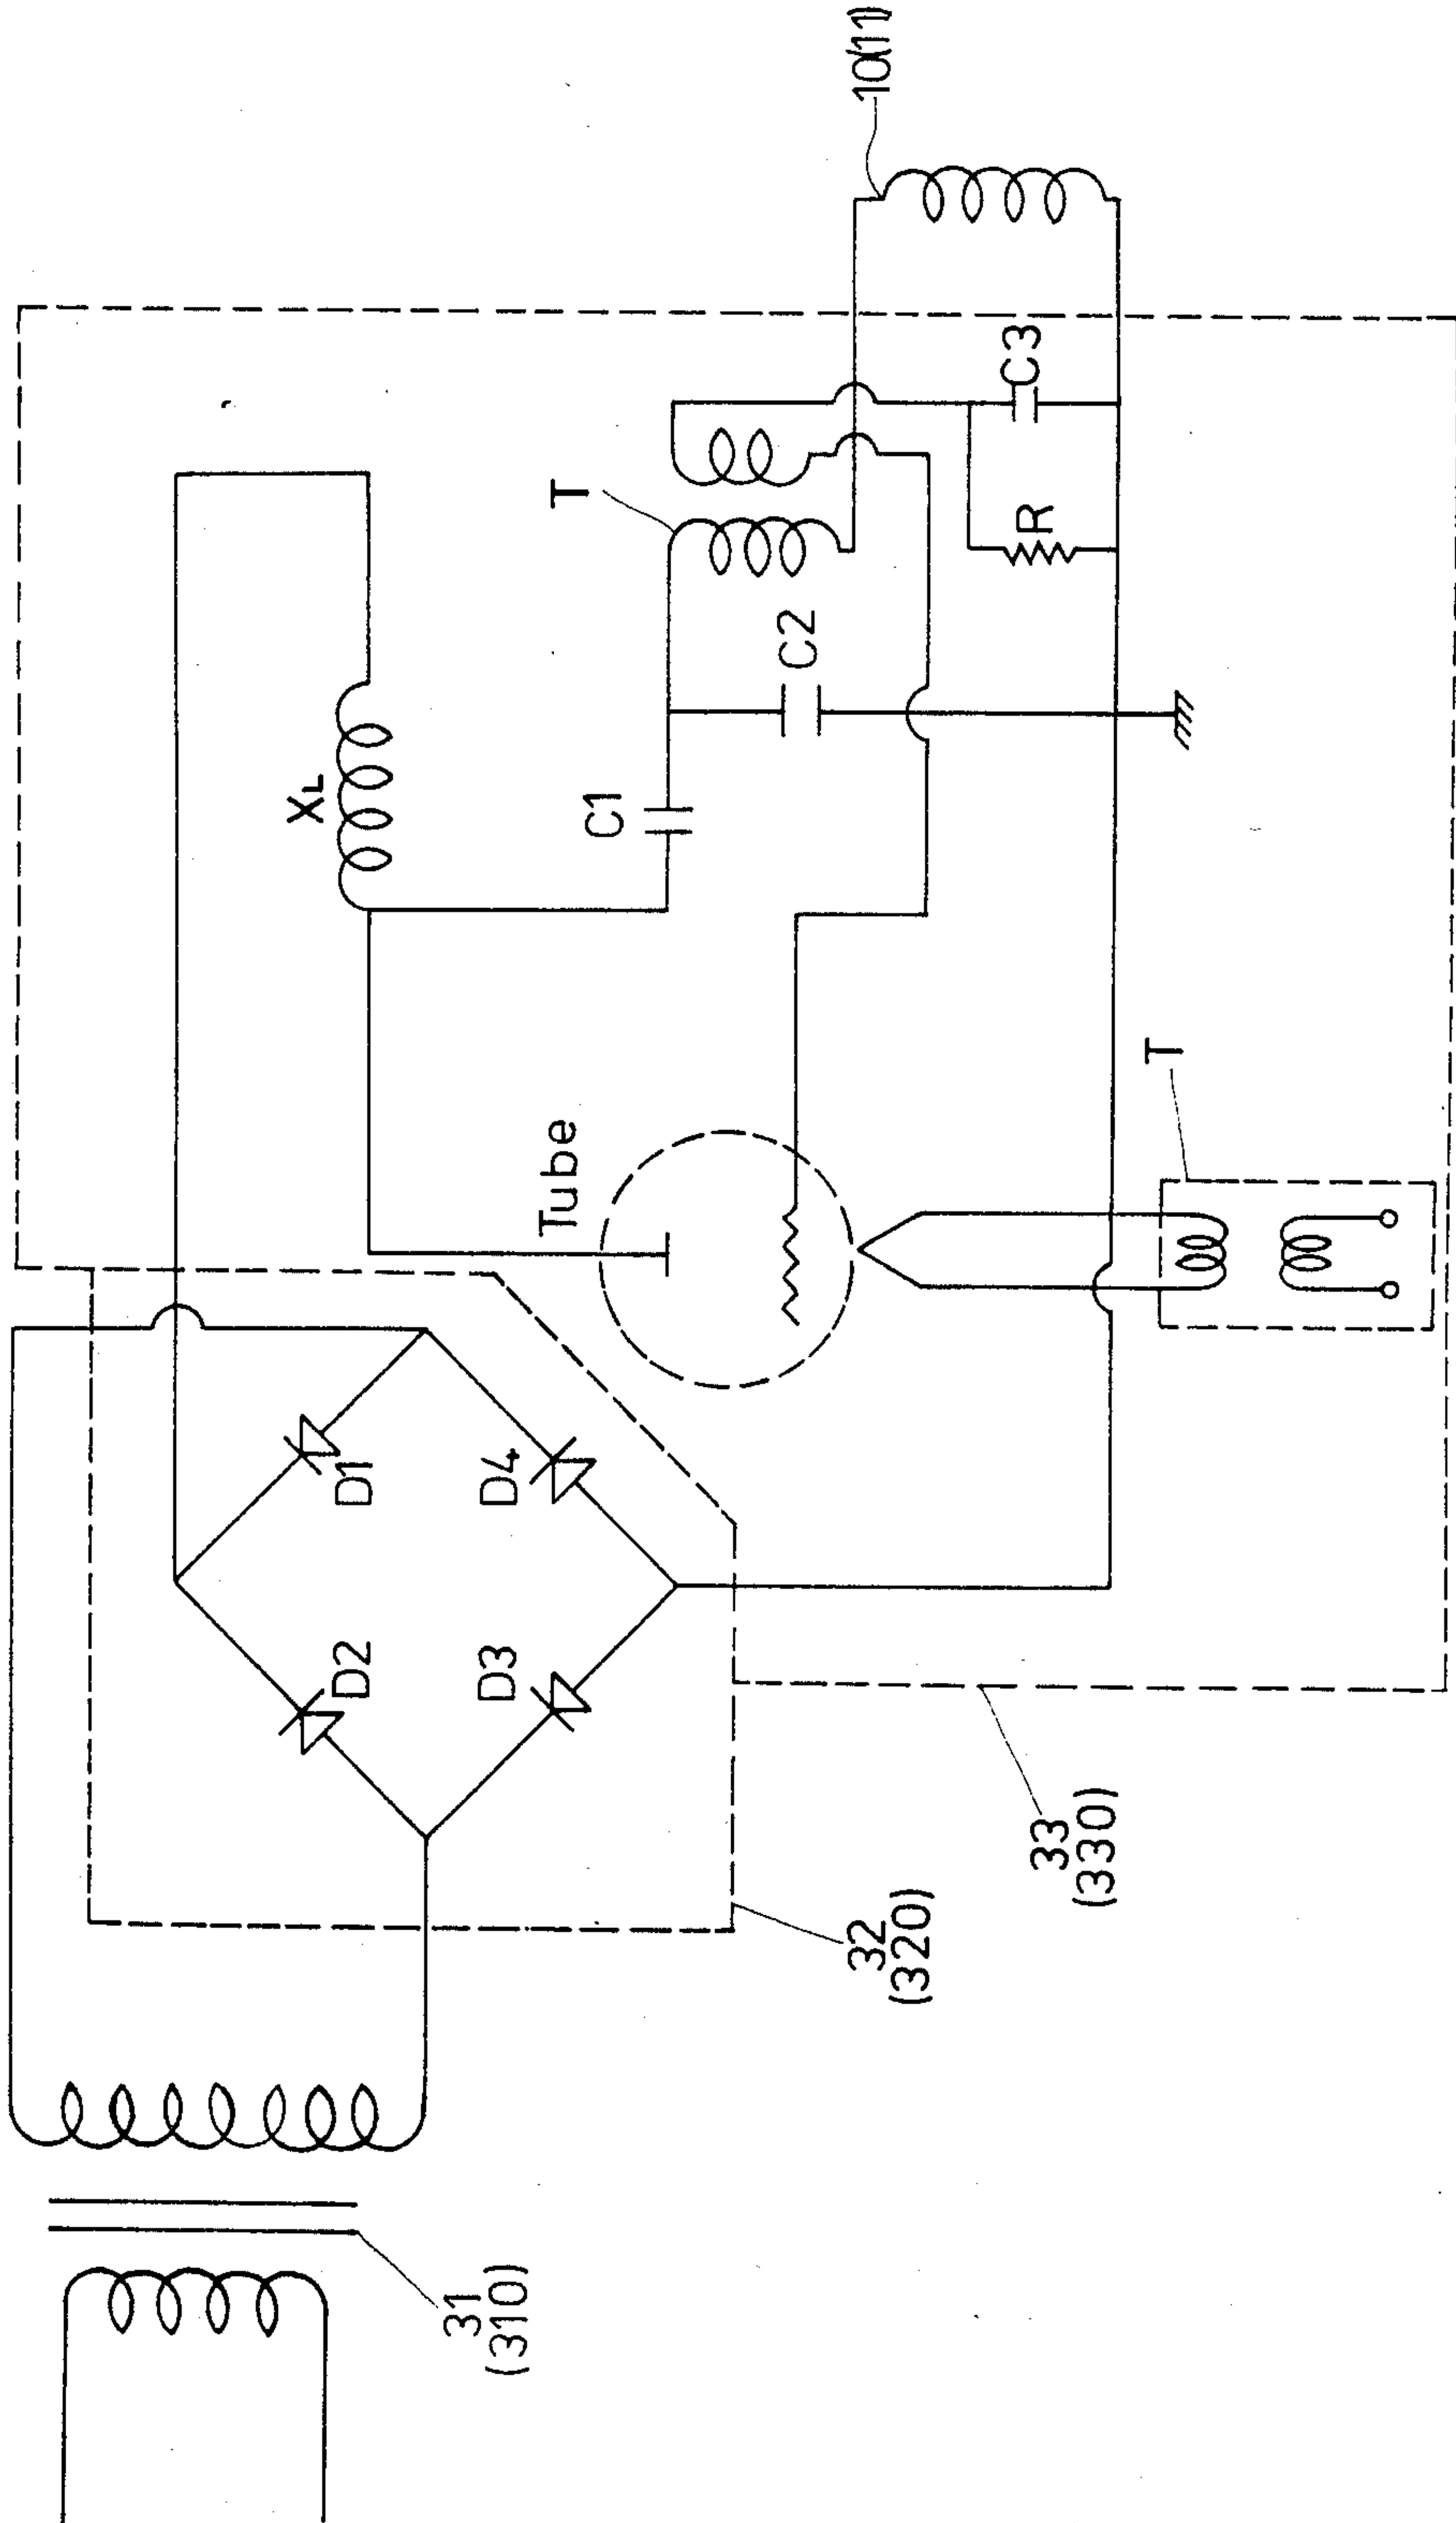 31
(310)
32
(320)
33
(330)
D1
D2
D3
D4
Tube
XL
C1
C2
C3
R
T
T
10(11)